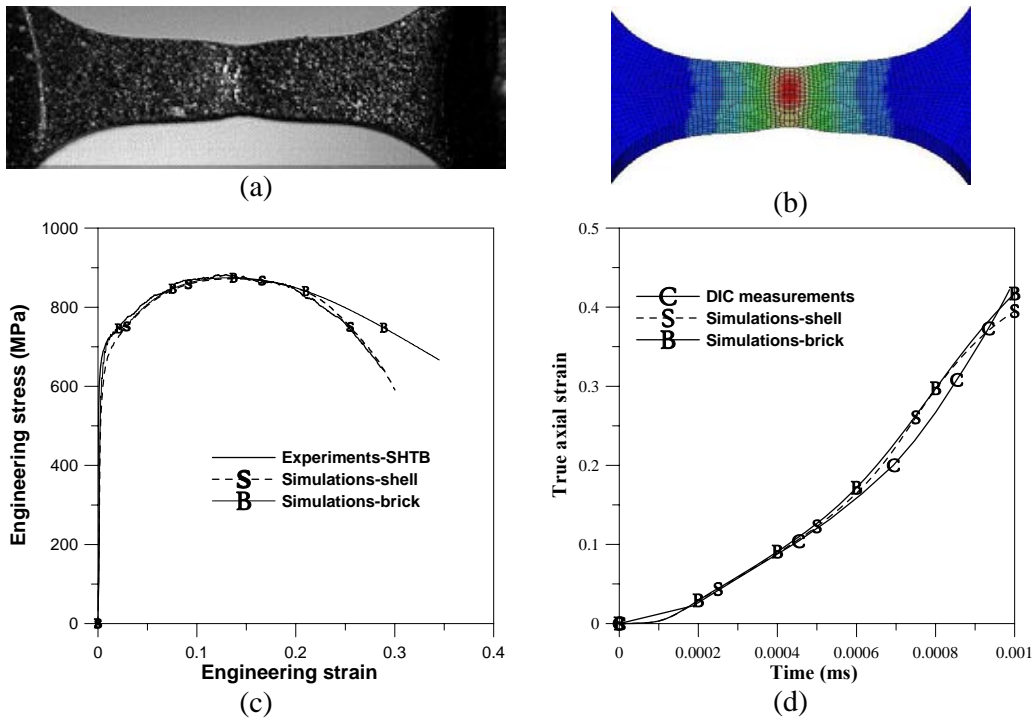 (a)
(b)
1000
800
600
400
200
0
Engineering stress (MPa)
Experiments-SHTB
S Simulations-shell
B Simulations-brick
B
B
S
B
S
B
S
B
S
B
0 0.1 0.2 0.3 0.4
Engineering strain
(c)
0.5
0.4
0.3
0.2
0.1
0
True axial strain
C DIC measurements
S Simulations-shell
B Simulations-brick
B
B
S
B
C
S
B
C
S
B
C
C
B
S
0 0.0002 0.0004 0.0006 0.0008 0.001
Time (ms)
(d)